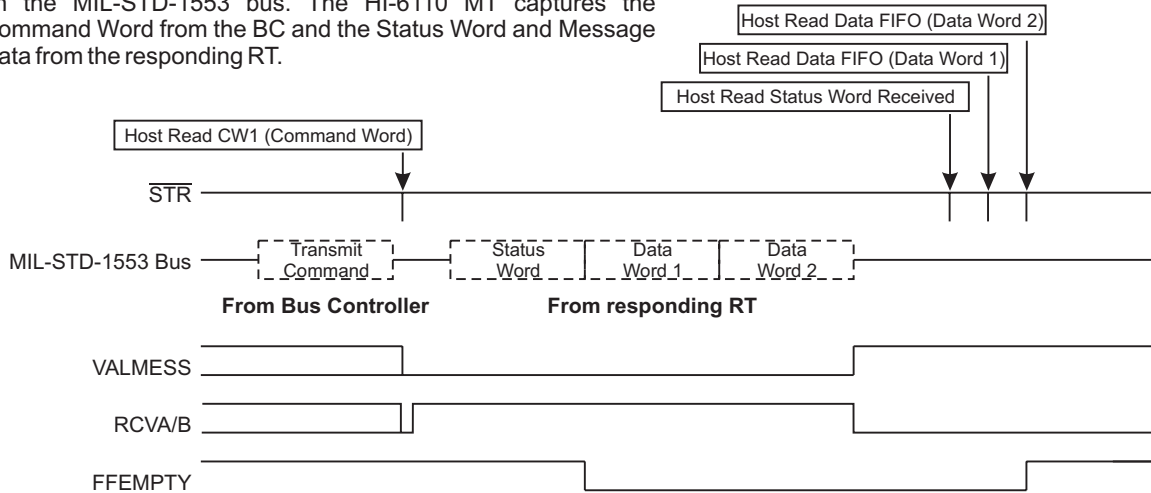 the MIL-STD-1553 bus. The HI-6110 MT captures the
ommand Word from the BC and the Status Word and Message
ata from the responding RT.
Host Read Data FIFO (Data Word 2)
Host Read Data FIFO (Data Word 1)
Host Read Status Word Received
Host Read CW1 (Command Word)
STR
MIL-STD-1553 Bus
Transmit
Command
Status
Word
Data
Word 1
Data
Word 2
From Bus Controller
From responding RT
VALMESS
RCVA/B
FFEMPTY